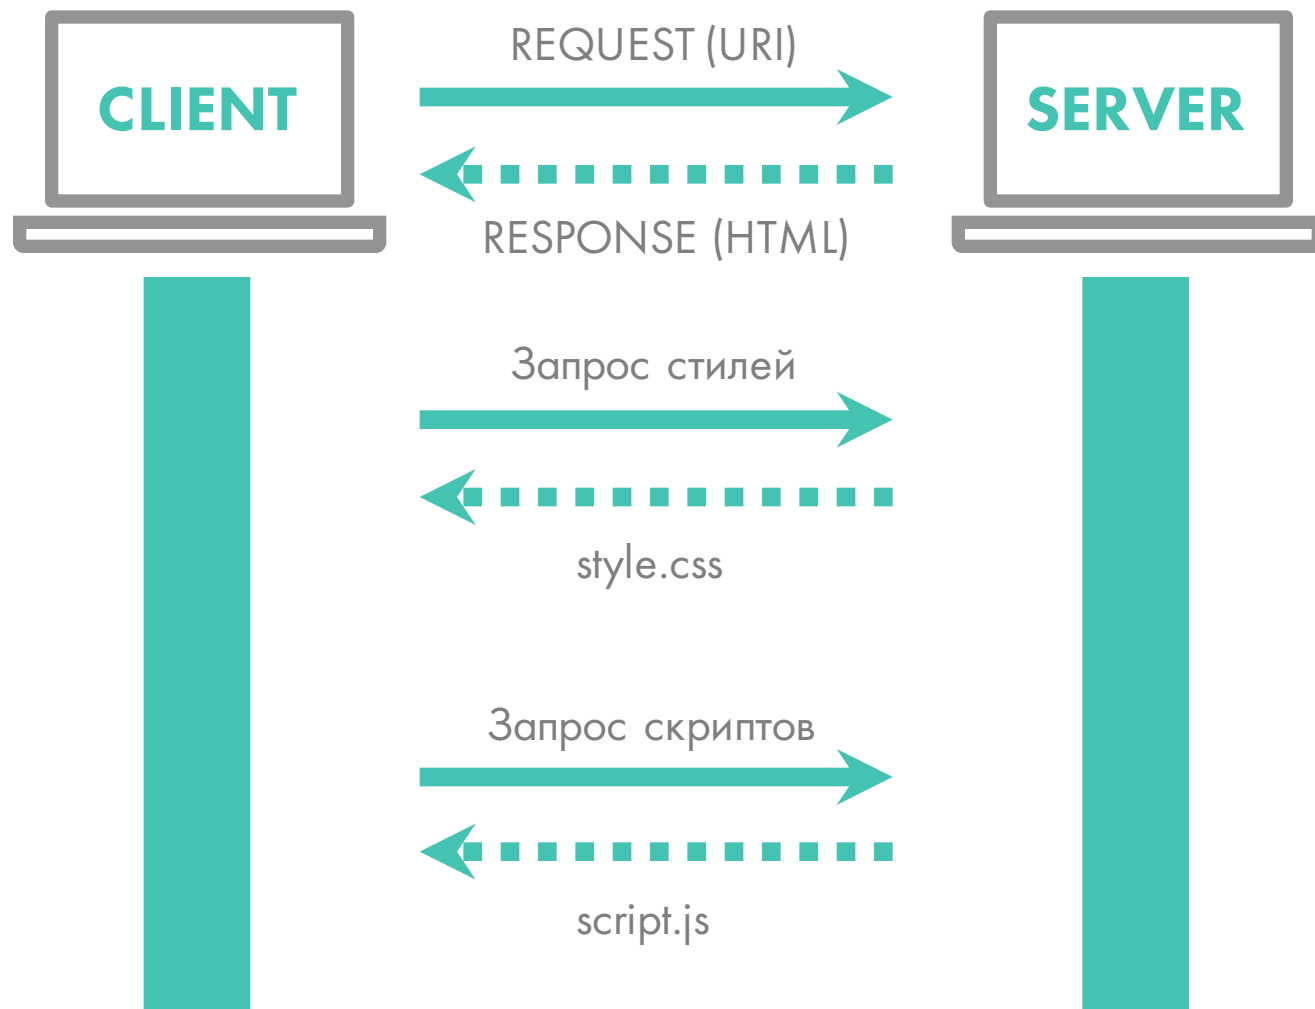 REQUEST (URI)
CLIENT
SERVER
RESPONSE (HTML)
Запрос стилей
style.css
Запрос скриптов
script.js